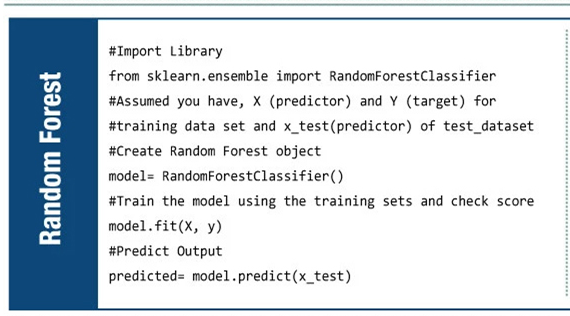 Random Forest
#Import Library
from sklearn.ensemble import RandomForestClassifier
#Assumed you have, X (predictor) and Y (target) for
#training data set and x_test(predictor) of test_dataset
#Create Random Forest object
model= RandomForestClassifier()
#Train the model using the training sets and check score
model.fit(X, y)
#Predict Output
predicted= model.predict(x_test)